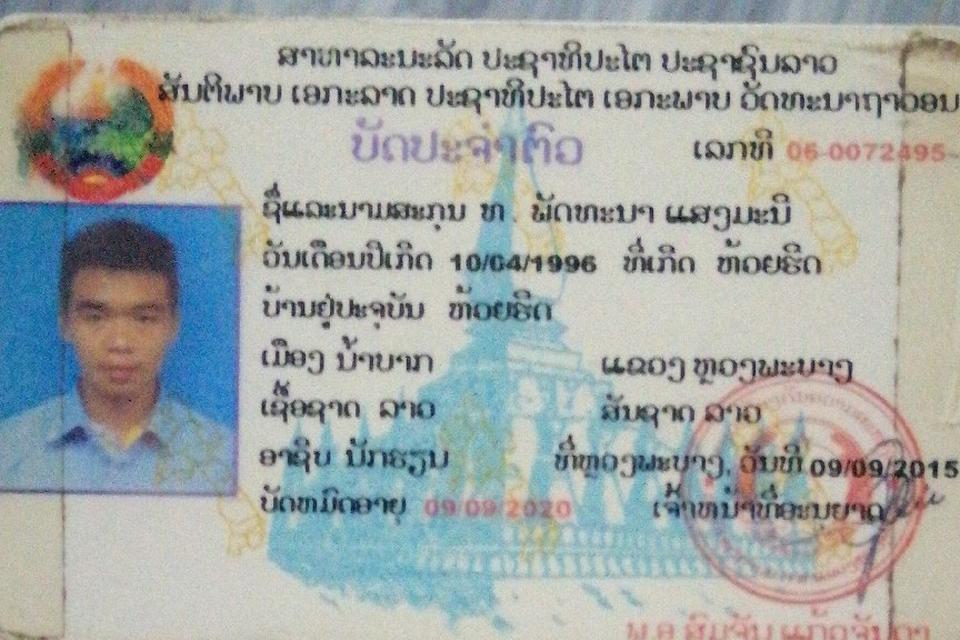 ສາທາລະນະລັດ ປະຊາທິປະໄຕ ປະຊາຊົນລາວ
ສັນຕິພາບ ເອກະລາດ ປະຊາທິປະໄຕ ເອກະພາບ ວັດທະນາຖາວອນ
ບັດປະຈຳຕົວ ເລກທີ 06-0072495
ຊື່ແລະນາມສະກຸນ ທ . ພັດທະນາ ແສງມະນີ
ວັນເດືອນປີເກີດ 10/04/1996 ທີ່ເກີດ ຫ້ວຍຮິດ
ບ້ານຢູ່ປະຈຸບັນ ຫ້ວຍຮິດ
ເມືອງ ນ້ຳບາກ ແຂວງ ຫຼວງພະບາງ
ເຊື້ອຊາດ ລາວ ສັນຊາດ ລາວ
ອາຊີບ ນັກຮຽນ ທີ່ຫຼວງພະບາງ, ວັນທີ 09/09/2015
ບັດຫມົດອາຍຸ 09/09/2020 ເຈົ້າຫນ້າທີ່ອະນຸຍາດ
ພ.ອ ສົມຈັນ